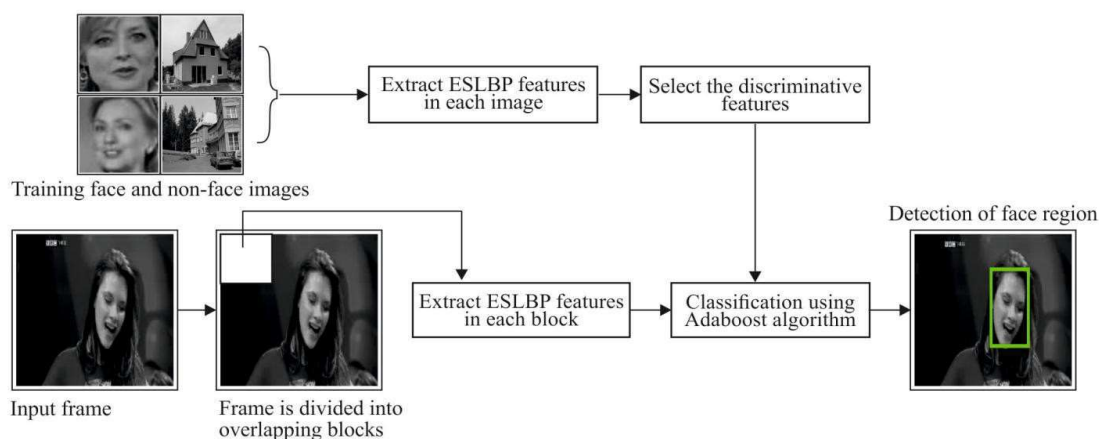 Extract ESLBP features
in each image
Select the discriminative
features
Training face and non-face images
Detection of face region
Extract ESLBP features
in each block
Classification using
Adaboost algorithm
Input frame
Frame is divided into
overlapping blocks